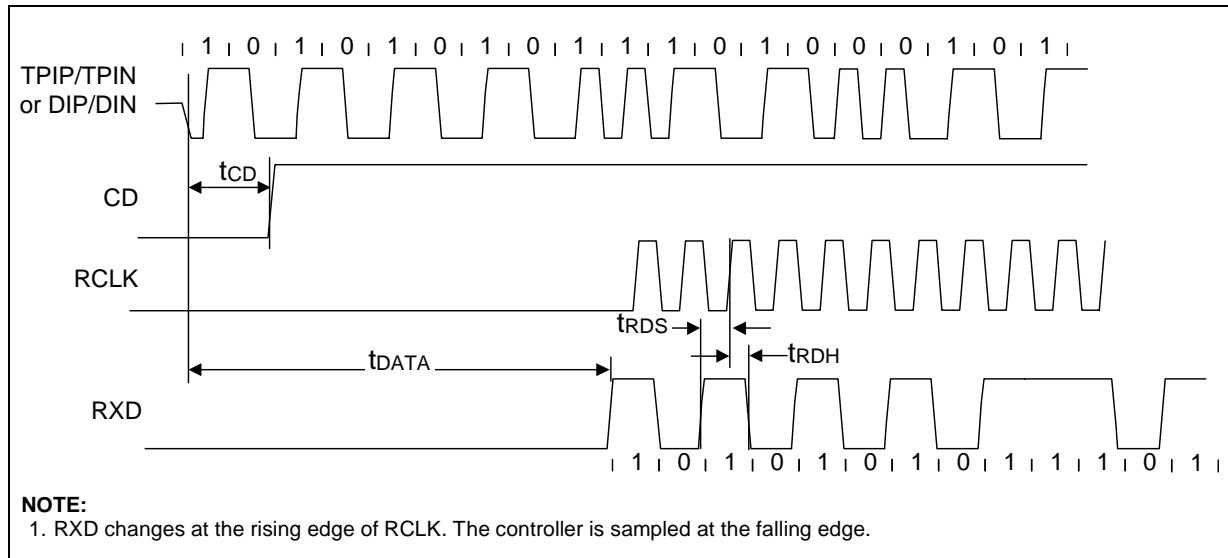 1 0 1 0 1 0 1 0 1 1 1 0 1 0 0 0 1 0 1
TPIP/TPIN
or DIP/DIN
tCD
CD
RCLK
tRDS
tRDH
tDATA
RXD
1 0 1 0 1 0 1 0 1 1 1 0 1
NOTE:
1. RXD changes at the rising edge of RCLK. The controller is sampled at the falling edge.